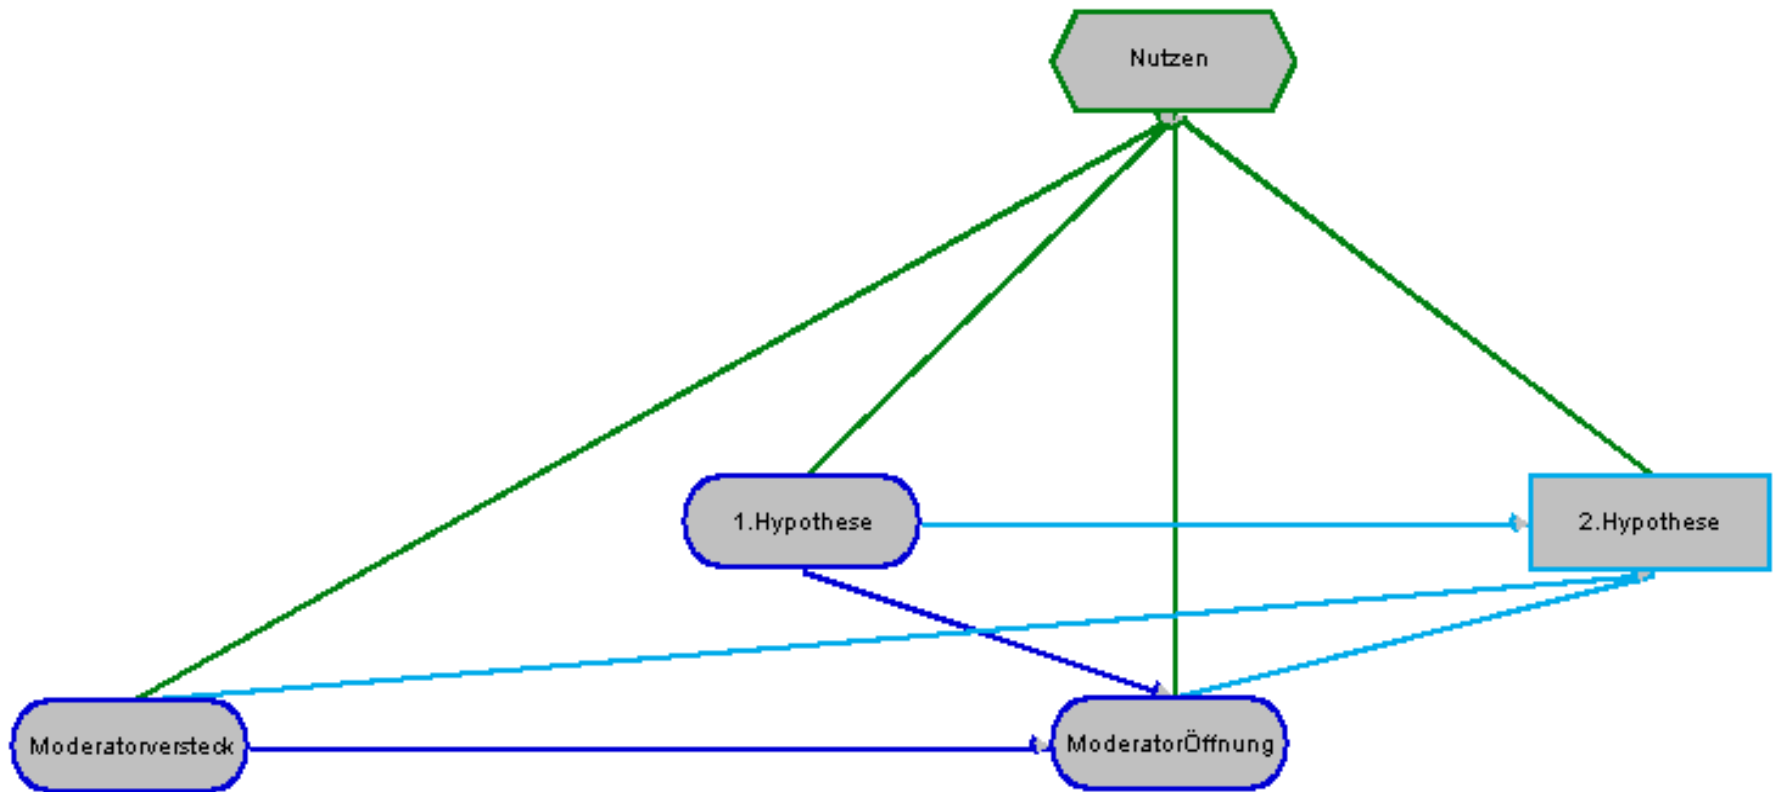 Nutzen
1.Hypothese
2.Hypothese
Moderatorversteck
ModeratorÖffnung